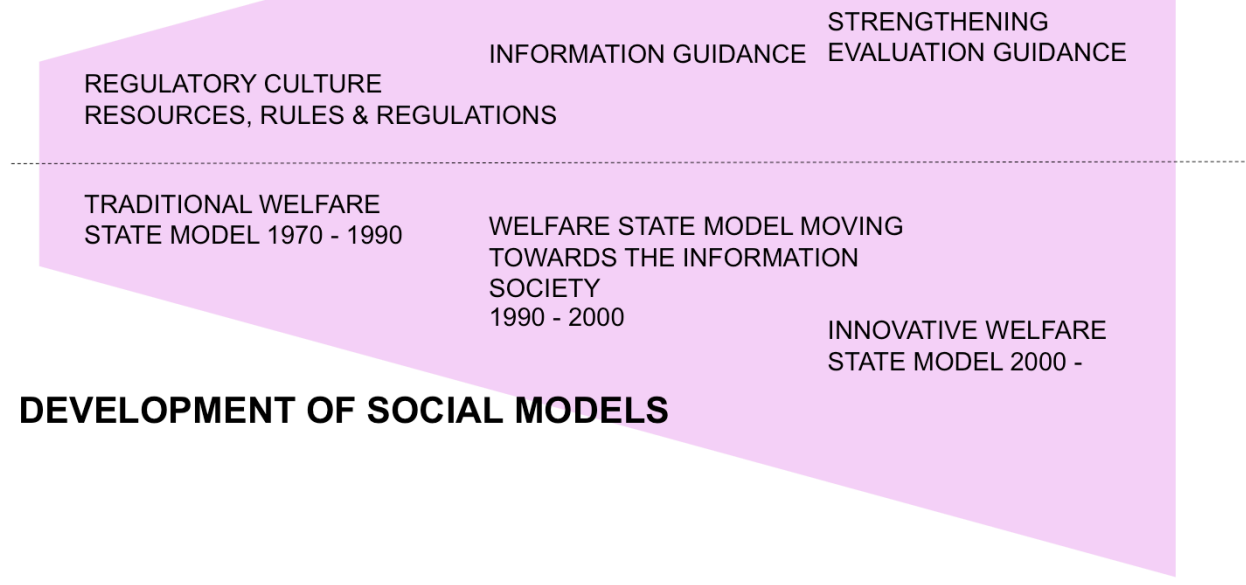 STRENGTHENING
EVALUATION GUIDANCE
INFORMATION GUIDANCE
REGULATORY CULTURE
RESOURCES, RULES & REGULATIONS
TRADITIONAL WELFARE
STATE MODEL 1970 - 1990
WELFARE STATE MODEL MOVING
TOWARDS THE INFORMATION
SOCIETY
1990 - 2000
INNOVATIVE WELFARE
STATE MODEL 2000 -
DEVELOPMENT OF SOCIAL MODELS